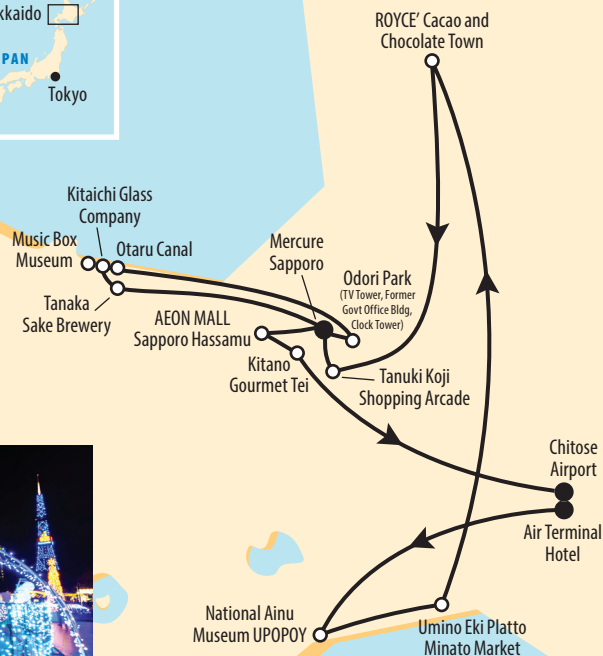 kkaido
PAN
Tokyo
ROYCE’ Cacao and
Chocolate Town
Kitaichi Glass
Company
Music Box
Museum
Otaru Canal
Tanaka
Sake Brewery
Mercure
Sapporo
Odori Park
(TV Tower, Former
Govt Office Bldg,
Clock Tower)
AEON MALL
Sapporo Hassamu
Kitano
Gourmet Tei
Tanuki Koji
Shopping Arcade
Chitose
Airport
Air Terminal
Hotel
National Ainu
Museum UPOPOY
Umino Eki Platto
Minato Market